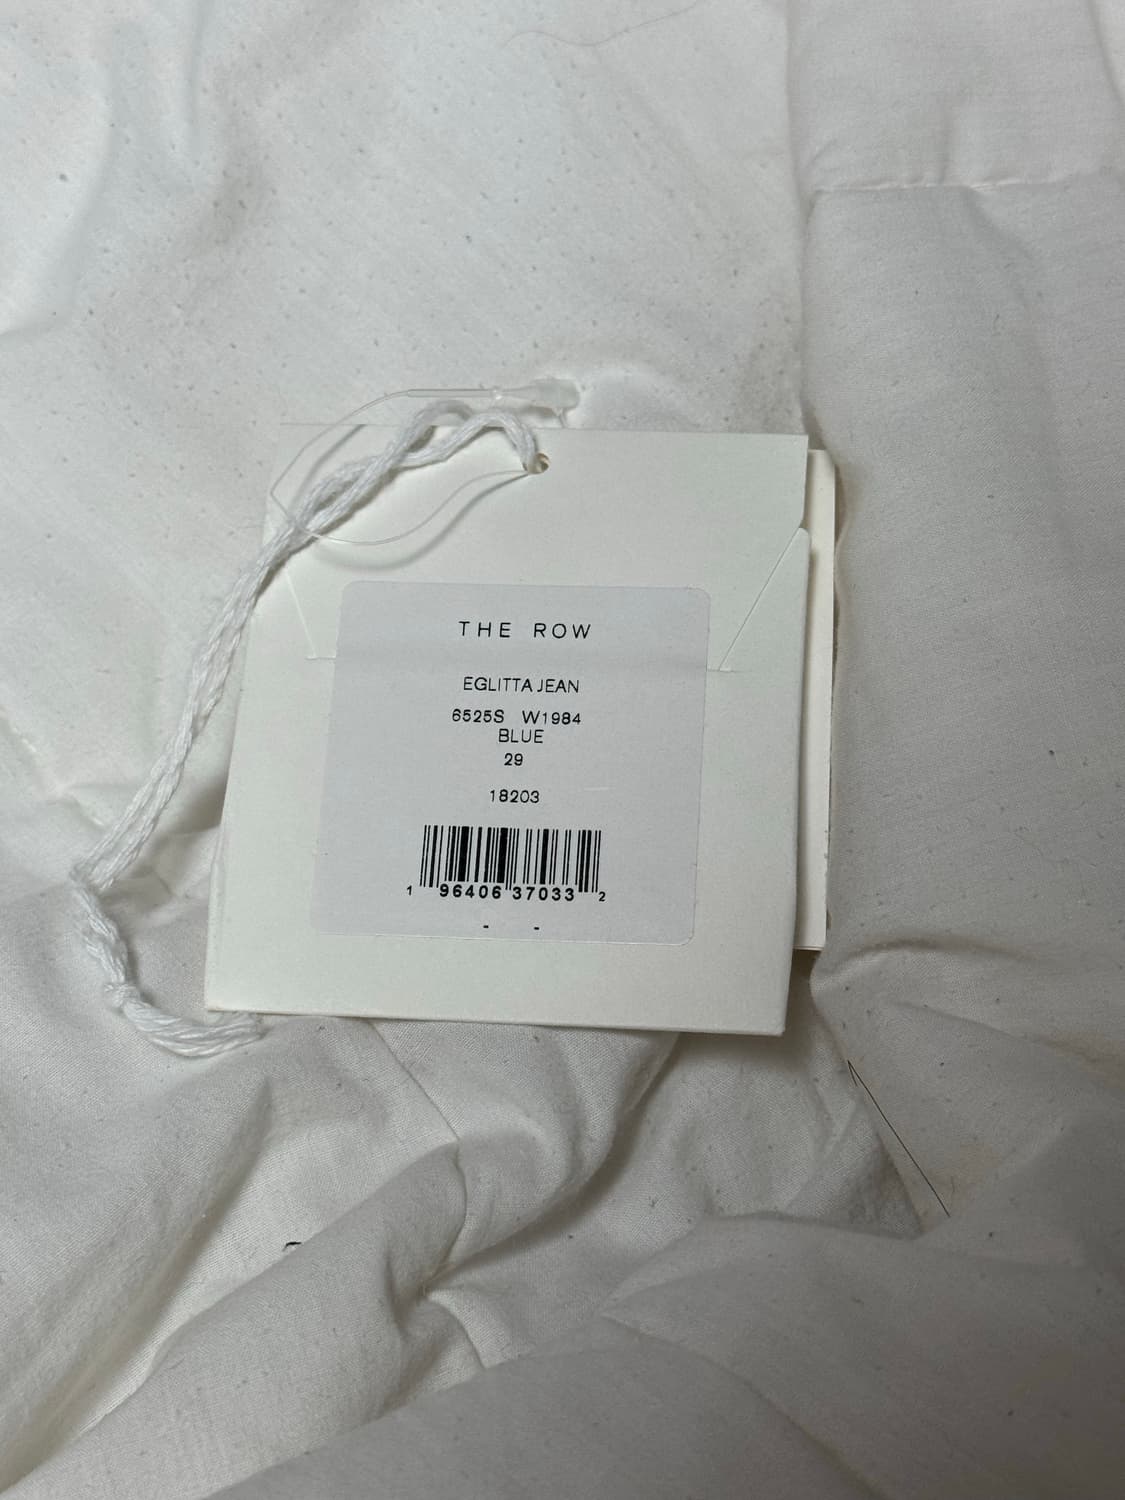 THE ROW
EGLITTA JEAN
6525S W1984
BLUE
29
18203
1 96406 37033 2